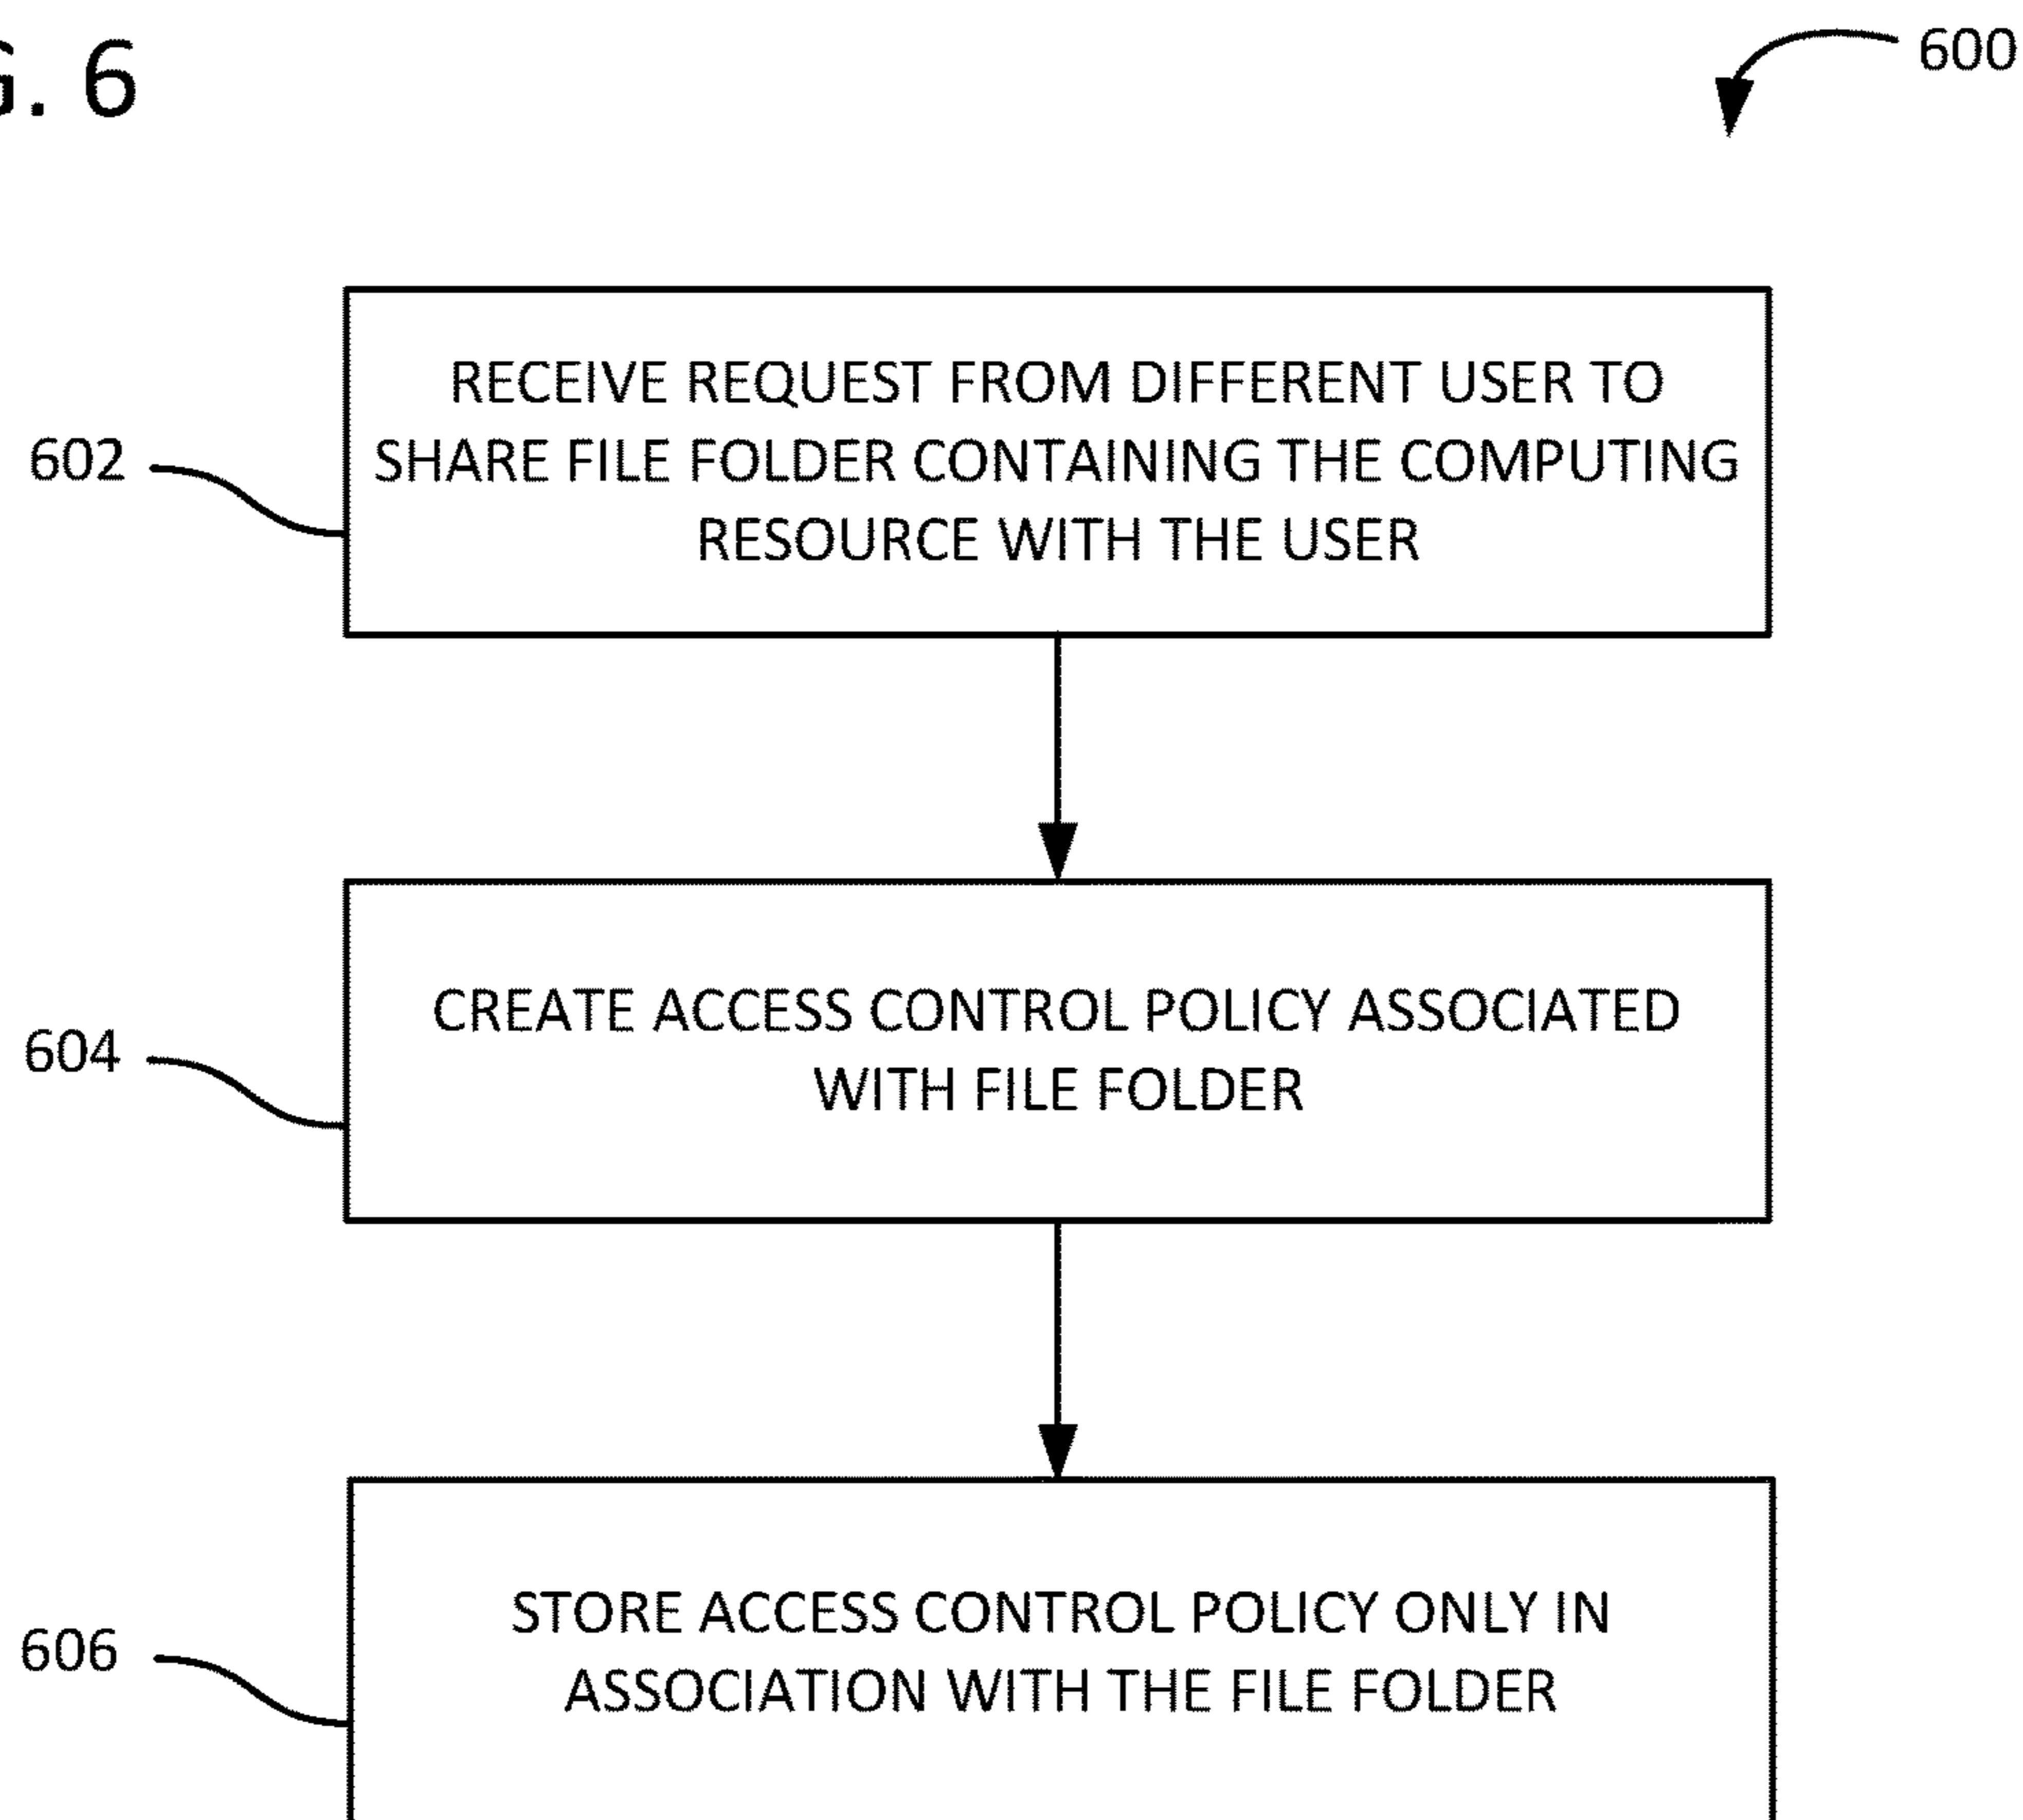 G. 6
600
602
RECEIVE REQUEST FROM DIFFERENT USER TO
SHARE FILE FOLDER CONTAINING THE COMPUTING
RESOURCE WITH THE USER
604
CREATE ACCESS CONTROL POLICY ASSOCIATED
WITH FILE FOLDER
606
STORE ACCESS CONTROL POLICY ONLY IN
ASSOCIATION WITH THE FILE FOLDER